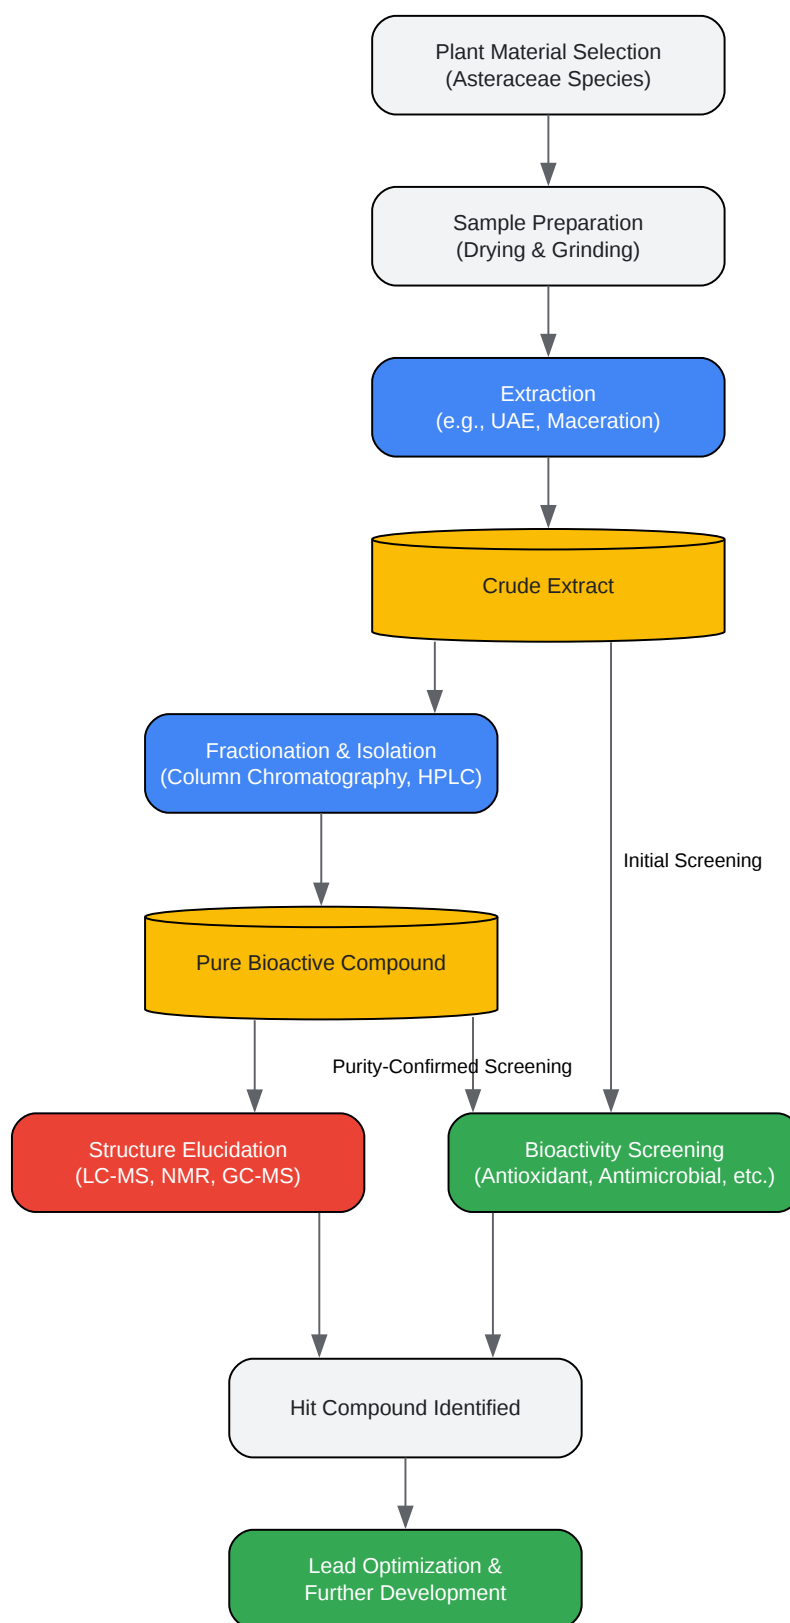 Plant Material Selection
(Asteraceae Species)
Sample Preparation
(Drying & Grinding)
Extraction
(e.g., UAE, Maceration)
Crude Extract
Fractionation & Isolation
(Column Chromatography, HPLC)
Initial Screening
Pure Bioactive Compound
Purity-Confirmed Screening
Structure Elucidation
(LC-MS, NMR, GC-MS)
Bioactivity Screening
(Antioxidant, Antimicrobial, etc.)
Hit Compound Identified
Lead Optimization &
Further Development